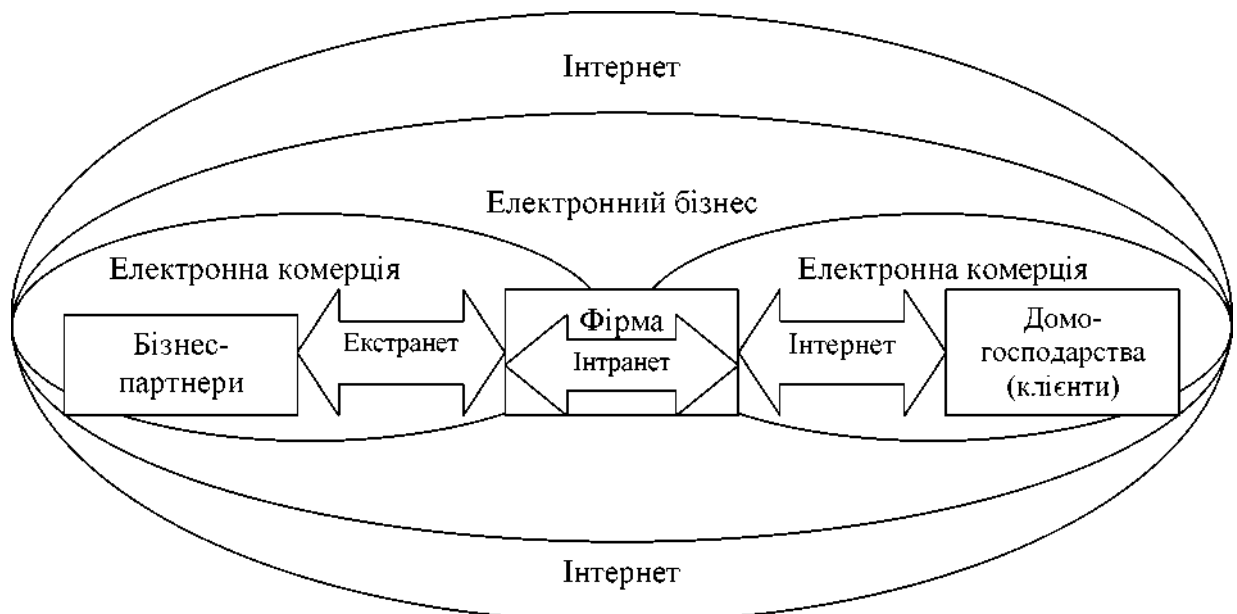 Інтернет
Електронний бізнес
Електронна комерція
Електронна комерція
Бізнес-
партнери
Екстранет
Фірма
Інтранет
Інтернет
Домо-
господарства
(клієнти)
Інтернет